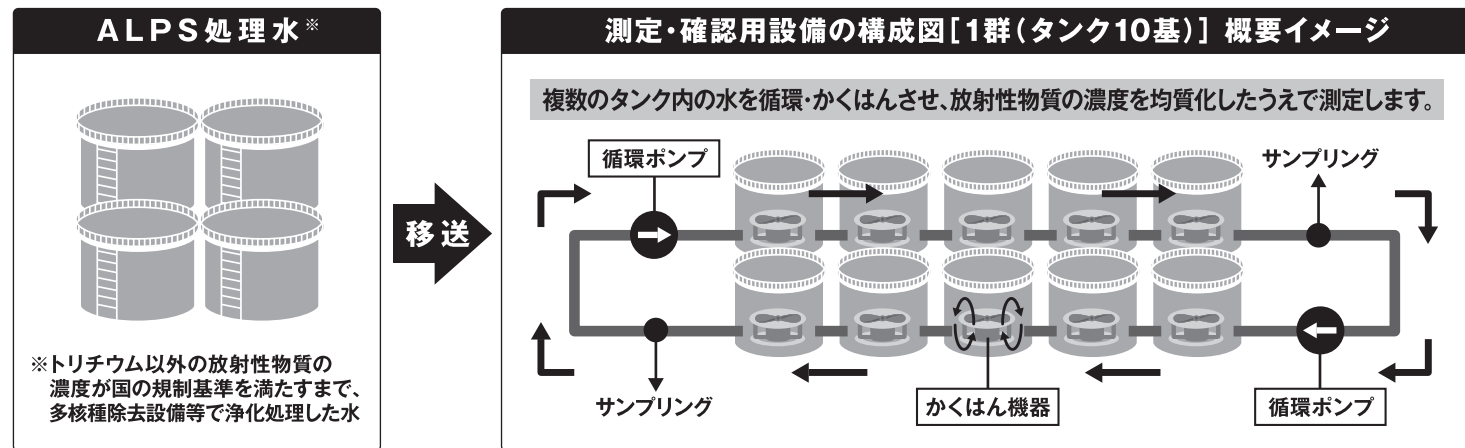 ALPS処理水※
※トリチウム以外の放射性物質の
濃度が国の規制基準を満たすまで、
多核種除去設備等で浄化処理した水
移送
測定・確認用設備の構成図[1群(タンク10基)] 概要イメージ
複数のタンク内の水を循環・かくはんさせ、放射性物質の濃度を均質化したうえで測定します。
循環ポンプ
サンプリング
サンプリング
かくはん機器
循環ポンプ